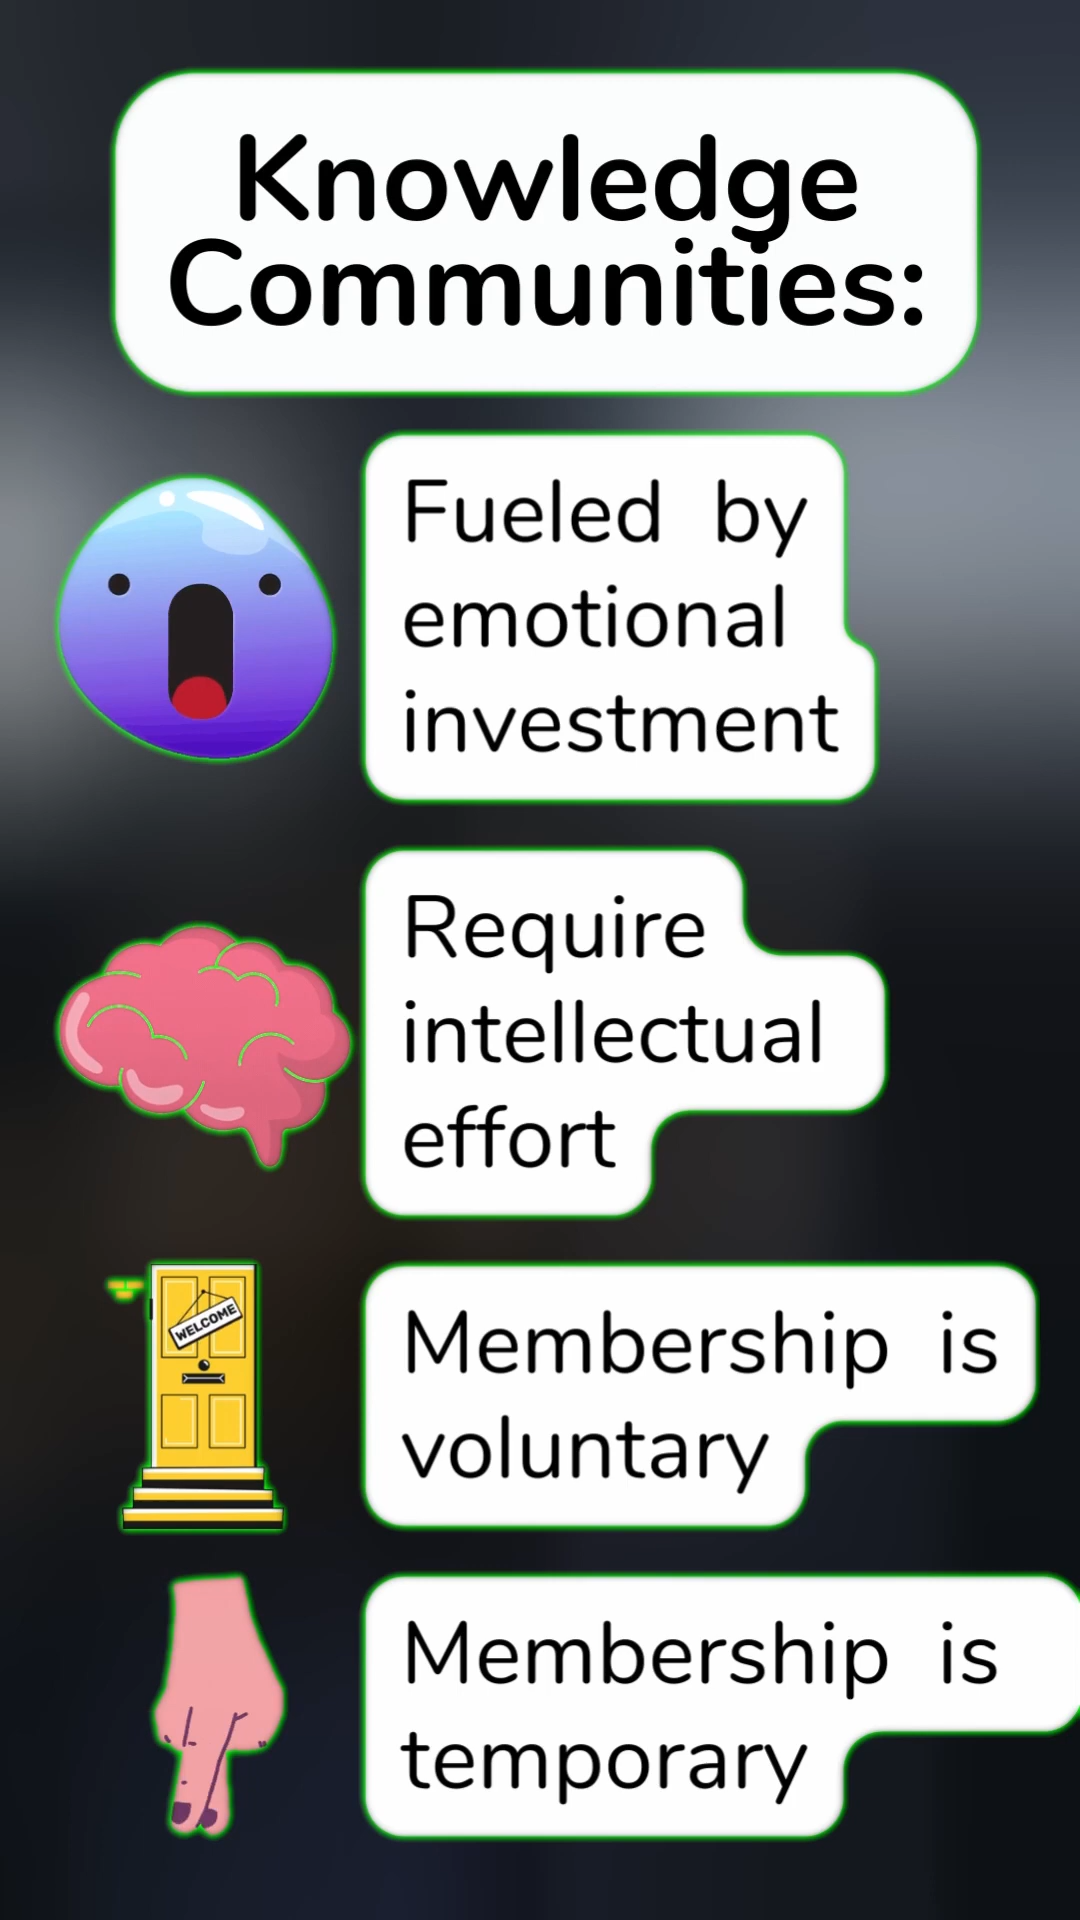 Knowledge
Communities:
Fueled by
emotional
investment
Require
intellectual
effort
WELCOME
Membership is
voluntary
Membership is
temporary